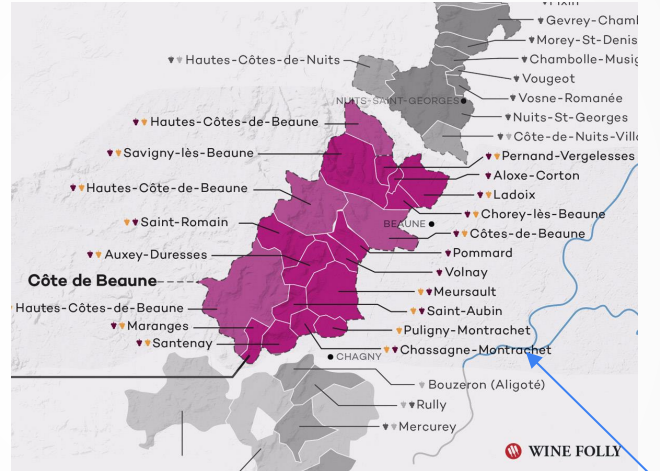 Fixin
Gevrey-Chaml
Morey-St-Denis
Hautes-Côtes-de-Nuits
Chambolle-Musig
Vougeot
NUITS-SAINT-GEORGES
Vosne-Romanée
Hautes-Côtes-de-Beaune
Nuits-St-Georges
Côte-de-Nuits-Villa
Savigny-lès-Beaune
Pernand-Vergelesses
Aloxe-Corton
Hautes-Côte-de-Beaune
Ladoix
Chorey-lès-Beaune
Saint-Romain
BEAUNE
Côtes-de-Beaune
Auxey-Duresses
Pommard
Volnay
Côte de Beaune
Meursault
Hautes-Côtes-de-Beaune
Saint-Aubin
Maranges
Puligny-Montrachet
Santenay
CHAGNY
Chassagne-Montrachet
Bouzeron (Aligoté)
Rully
Mercurey
WINE FOLLY